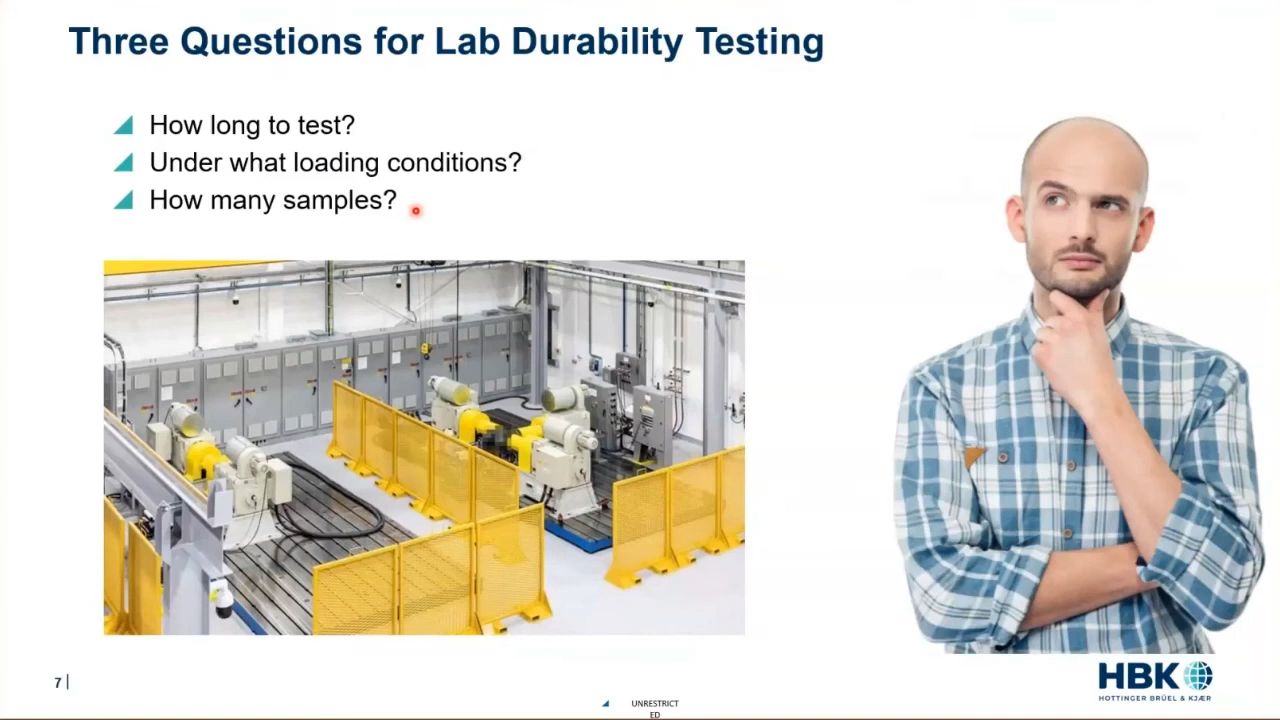 Three Questions for Lab Durability Testing
How long to test?
Under what loading conditions?
How many samples?
7 |
HBK
HOTTINGER BRÜEL & KJÆR
UNRESTRICT
ED